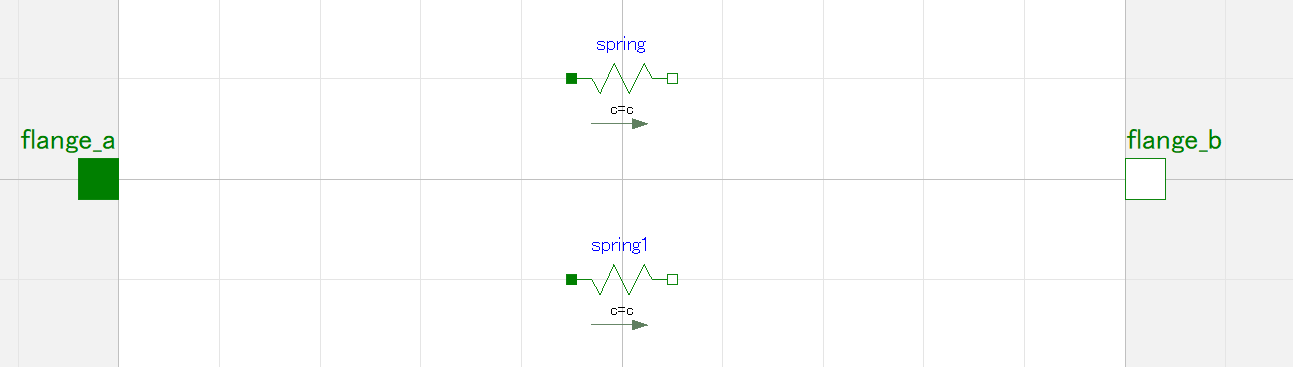 spring
c=c
flange_a
flange_b
spring1
c=c